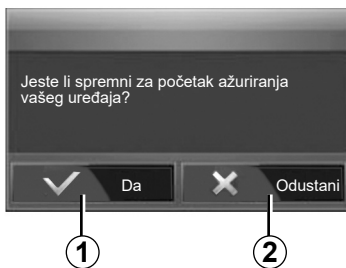 Jeste li spremni za početak ažuriranja
vašeg uređaja?
Da
Odustani
1
2